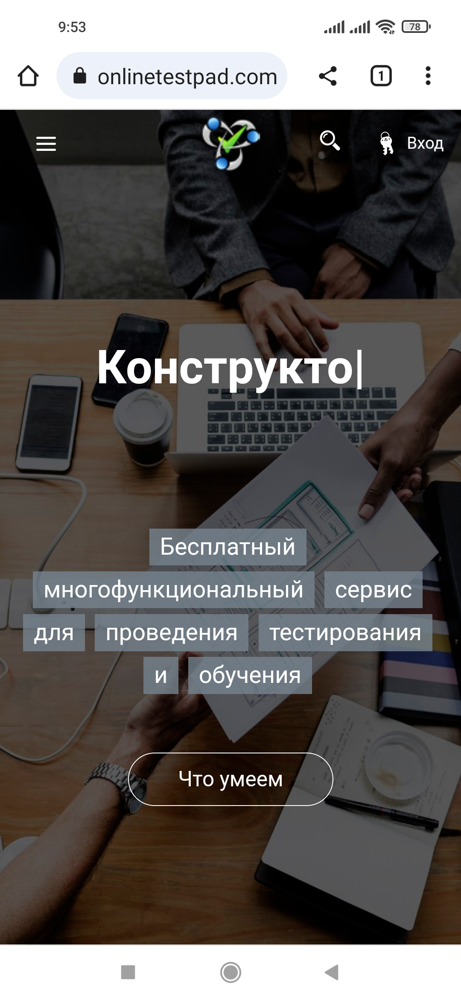 9:53
78
onlinetestpad.com
1
Вход
Конструкто|
Бесплатный
многофункциональный сервис
для проведения тестирования
и обучения
Что умеем